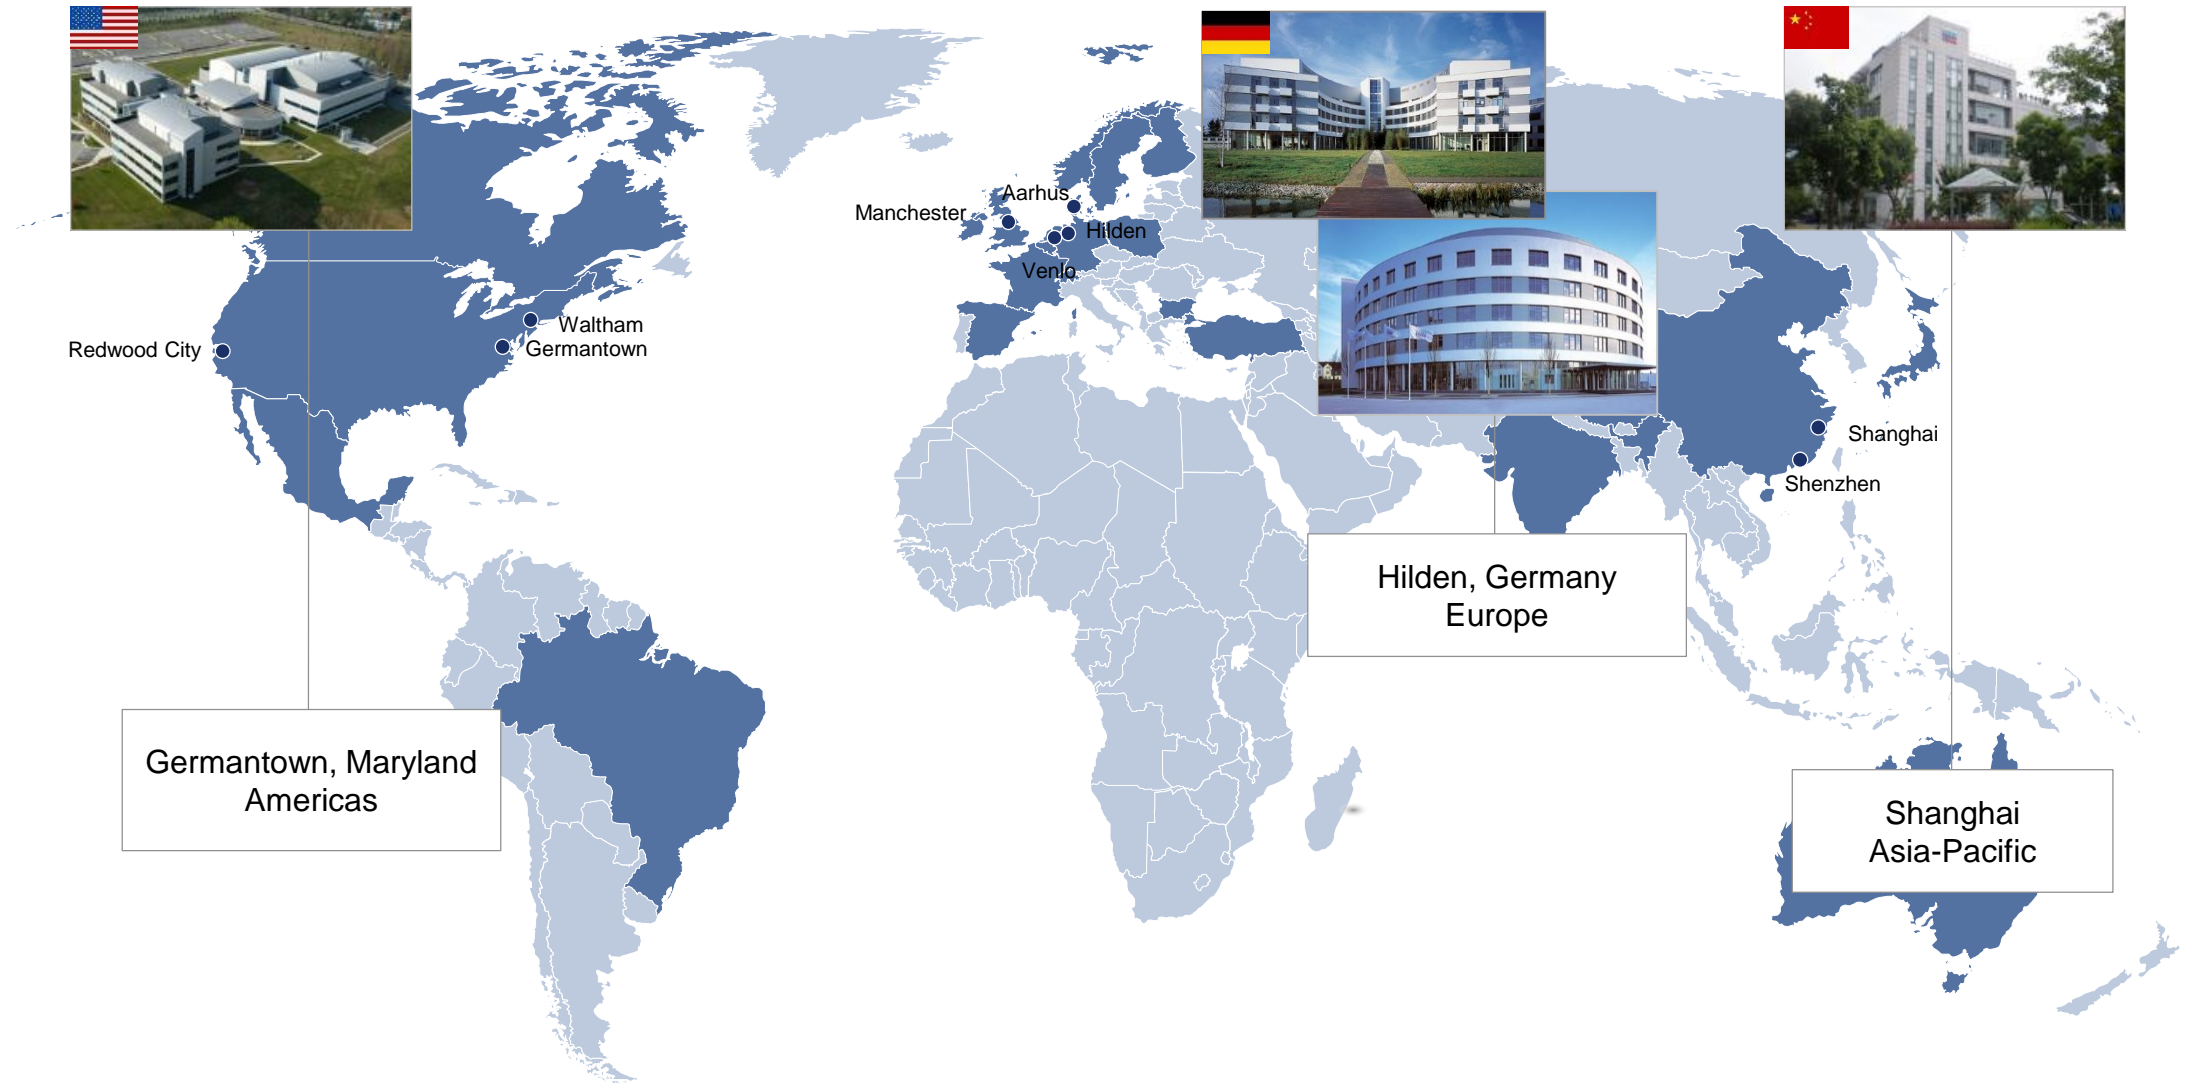 Aarhus
Manchester
Hilden
Venlo
Waltham
Redwood City
Germantown
Shanghai
Shenzhen
Hilden, Germany
Europe
Germantown, Maryland
Americas
Shanghai
Asia-Pacific